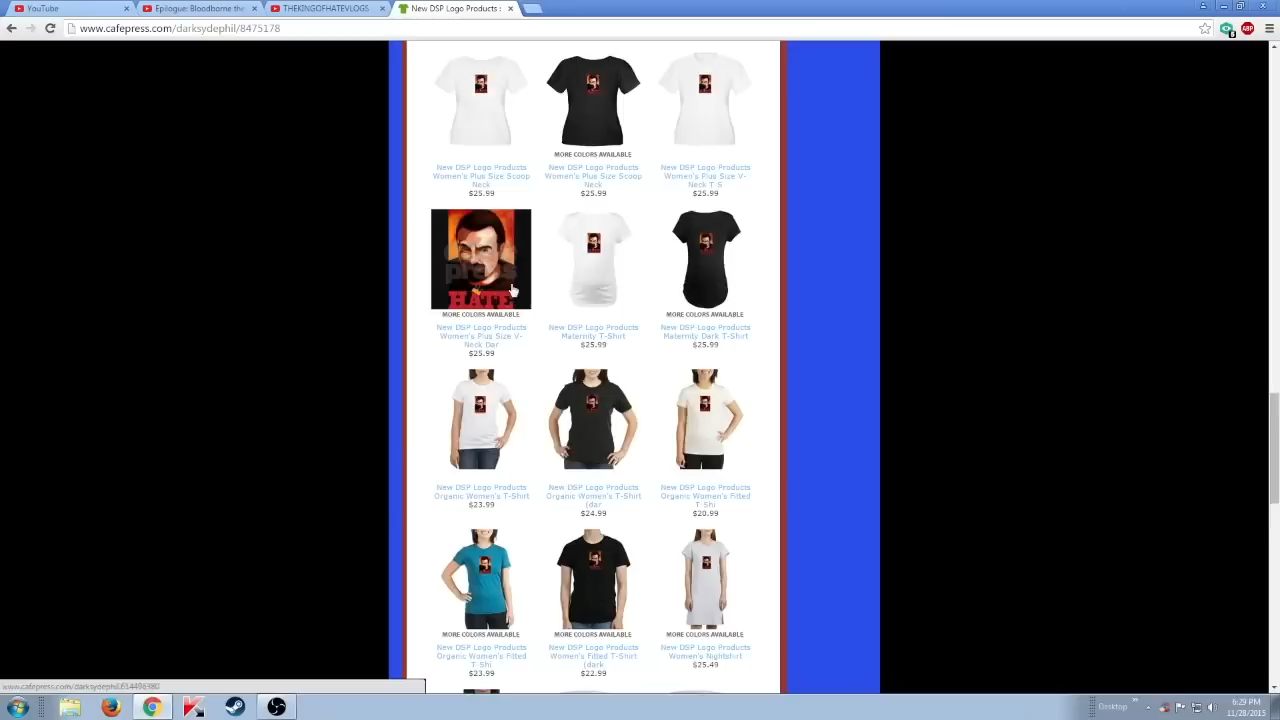 YouTube
Epilogue: Bloodborne the
THEKINGOFHATEVLOGS
New DSP Logo Products :
www.cafepress.com/darksydephil/8475178
ABP
MORE COLORS AVAILABLE
New DSP Logo Products
Women's Plus Size Scoop
Neck
$25.99
New DSP Logo Products
Women's Plus Size Scoop
Neck
$25.99
New DSP Logo Products
Women's Plus Size V-
Neck T S
$25.99
press
HATE
MORE COLORS AVAILABLE
New DSP Logo Products
Women's Plus Size V-
Neck Dar
$25.99
New DSP Logo Products
Maternity T-Shirt
$25.99
MORE COLORS AVAILABLE
New DSP Logo Products
Maternity Dark T-Shirt
$25.99
New DSP Logo Products
Organic Women's T-Shirt
$23.99
New DSP Logo Products
Organic Women's T-Shirt
(dar
$24.99
New DSP Logo Products
Organic Women's Fitted
T Shi
$20.99
MORE COLORS AVAILABLE
New DSP Logo Products
Organic Women's Fitted
T Shi
$23.99
MORE COLORS AVAILABLE
New DSP Logo Products
Women's Fitted T-Shirt
(dark
$22.99
MORE COLORS AVAILABLE
New DSP Logo Products
Women's Nightshirt
$25.49
Desktop
6:29 PM
11/28/2015